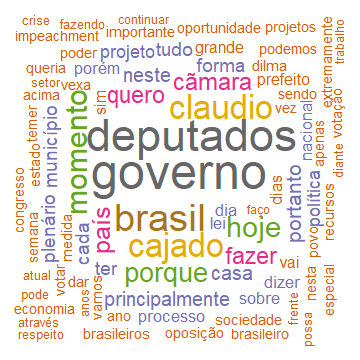 crise fazendo continuar
impeachment importante oportunidade projetos
poder projeto tudo grande podemos
queria porém neste forma dilma
setor vexa quero cãmara prefeito
acima sim claudio sendo vez
momento deputados nacional apenas
temer município governo
estado plenário
congresso semana medida cada país brasil hoje
portanto política povo dias
recursos diante votação extremamente trabalho
dia lei faço
cajado fazer
atual votar dar ter porque casa vai nesta
pode anos vamos principalmente sobre dizer
economia ano processo sociedade frente especial
através
respeito brasileiros oposição brasileiro possa